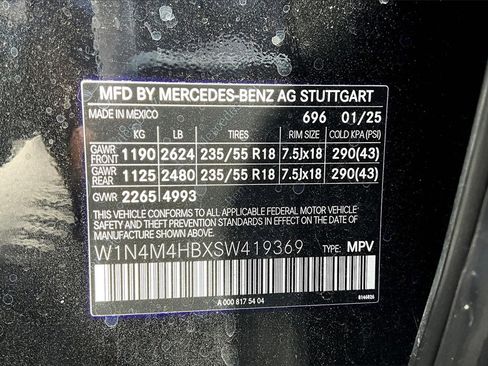 MFD BY MERCEDES-BENZ AG STUTTGART
MADE IN MEXICO 696 01/25
KG LB TIRES RIM SIZE COLD KPA (PSI)
GAWR FRONT 1190 2624 235/55 R18 7.5Jx18 290(43)
GAWR REAR 1125 2480 235/55 R18 7.5Jx18 290(43)
GVWR 2265 4993
THIS VEHICLE CONFORMS TO ALL APPLICABLE FEDERAL MOTOR VEHICLE
SAFETY, BUMPER AND THEFT PREVENTION STANDARDS IN EFFECT ON THE
DATE OF MANUFACTURE SHOWN ABOVE.
W1N4M4HBXSW419369 TYPE: MPV
A 000 817 54 04